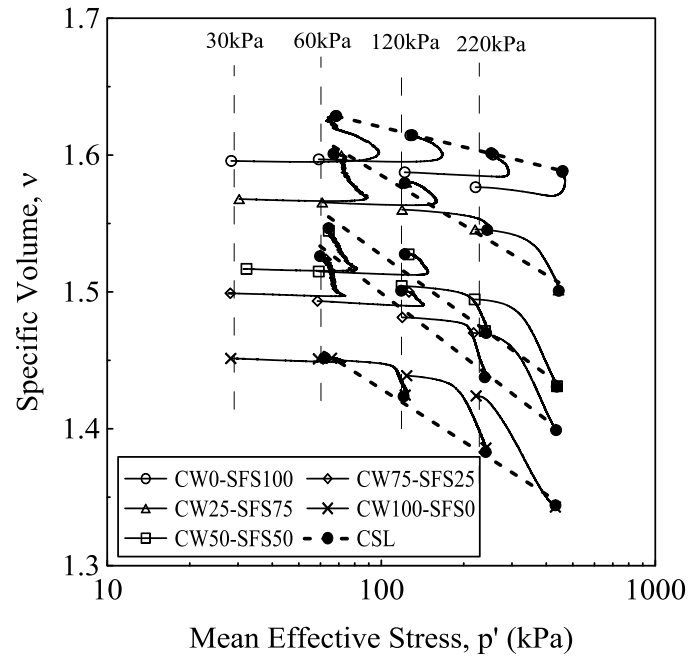 1.7
30kPa 60kPa 120kPa 220kPa
1.6
1.5
1.4
1.3
Specific Volume, ν
CW0-SFS100 CW75-SFS25
CW25-SFS75 CW100-SFS0
CW50-SFS50 CSL
10 100 1000
Mean Effective Stress, p' (kPa)